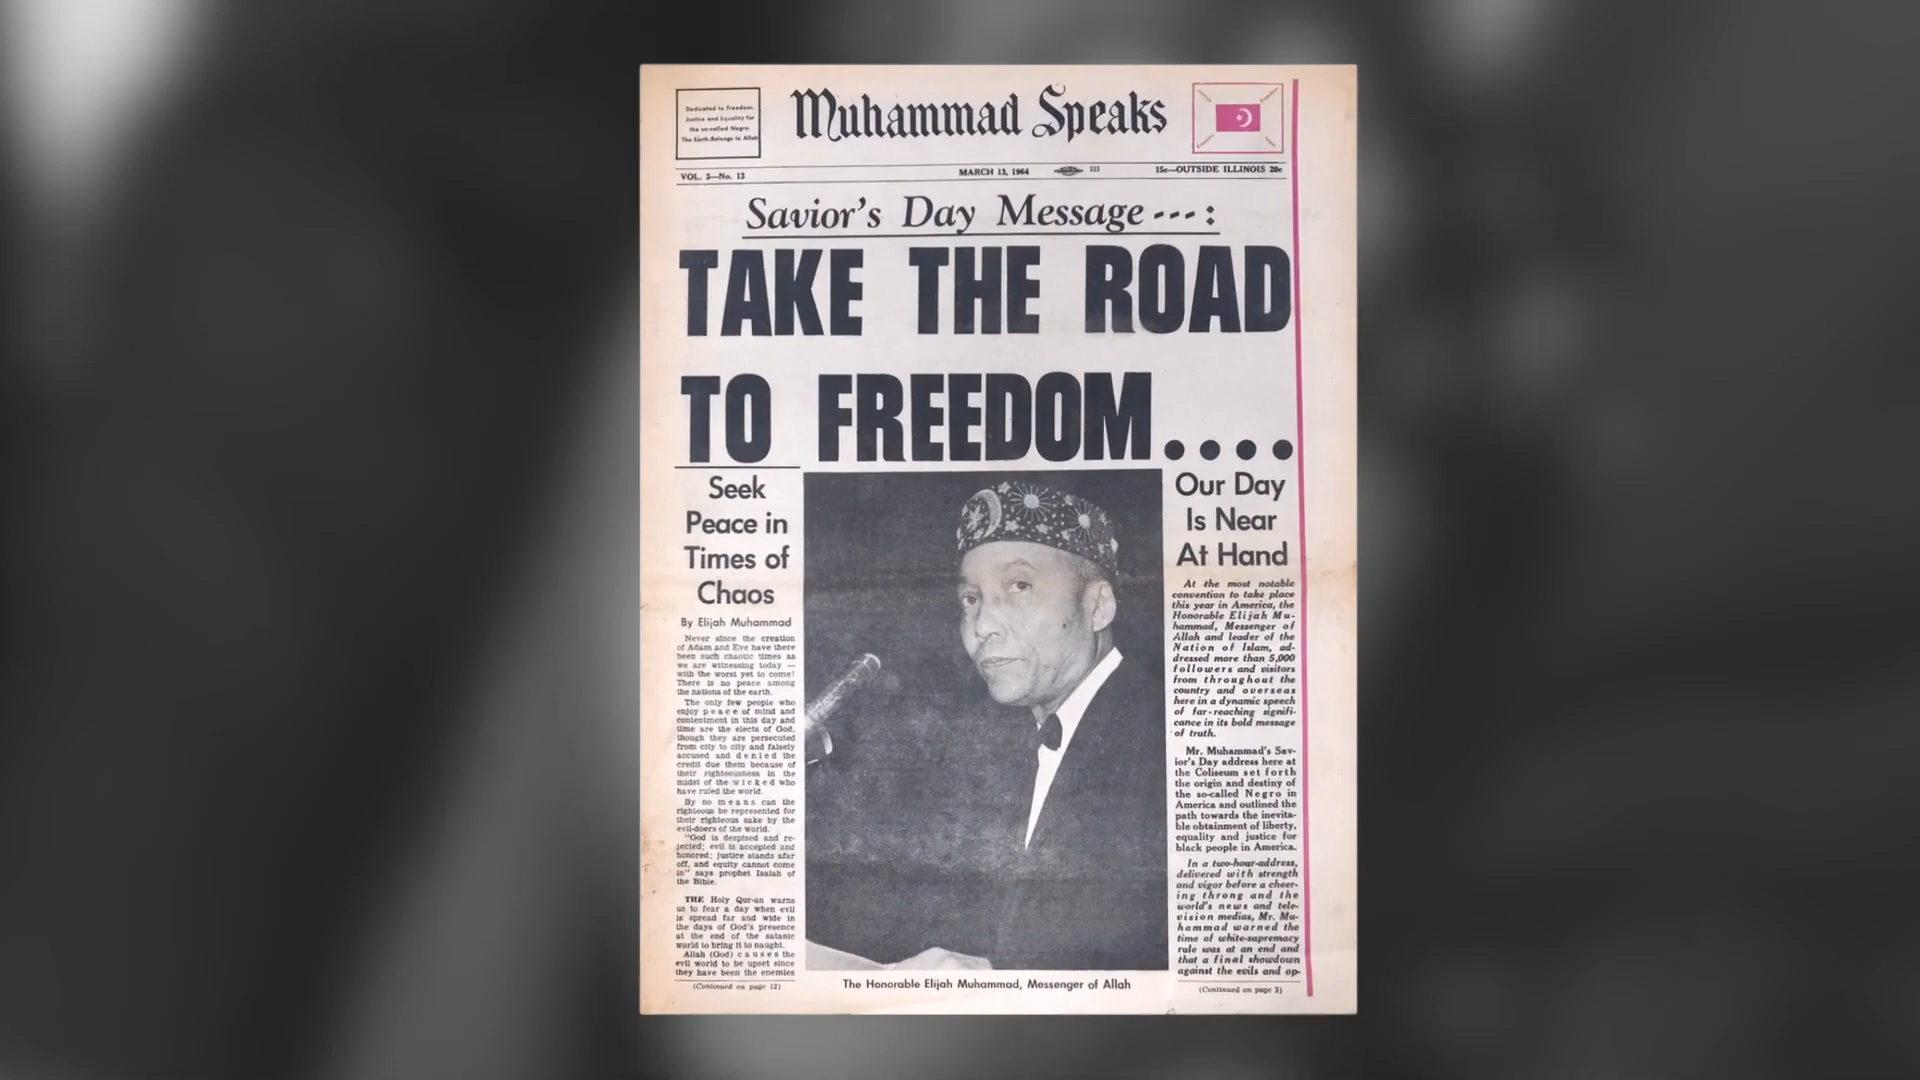 Dedicated to Freedom,
Justice and Equality for
the so-called Negro.
The Earth Belongs to Allah
Muhammad Speaks
Justice
Freedom
Equality
Islam
VOL. 3—No. 13
MARCH 13, 1964
111
15c—OUTSIDE ILLINOIS 20c
Savior's Day Message---:
TAKE THE ROAD
TO FREEDOM....
Seek
Peace in
Times of
Chaos
By Elijah Muhammad
Never since the creation
of Adam and Eve have there
been such chaotic times as
we are witnessing today —
with the worst yet to come!
There is no peace among
the nations of the earth.
The only few people who
enjoy peace of mind and
contentment in this day and
time are the elects of God,
though they are persecuted
from city to city and falsely
accused and denied the
credit due them because of
their righteousness in the
midst of the wicked who
have ruled the world.
By no means can the
righteous be represented for
their righteous sake by the
evil-doers of the world.
"God is despised and re-
jected; evil is accepted and
honored; justice stands afar
off, and equity cannot come
in" says prophet Isaiah of
the Bible.
THE Holy Qur-an warns
us to fear a day when evil
is spread far and wide in
the days of God's presence
at the end of the satanic
world to bring it to naught.
Allah (God) causes the
evil world to be upset since
they have been the enemies
(Continued on page 12)
The Honorable Elijah Muhammad, Messenger of Allah
Our Day
Is Near
At Hand
At the most notable
convention to take place
this year in America, the
Honorable Elijah Mu-
hammad, Messenger of
Allah and leader of the
Nation of Islam, ad-
dressed more than 5,000
followers and visitors
from throughout the
country and overseas
here in a dynamic speech
of far-reaching signifi-
cance in its bold message
of truth.
Mr. Muhammad's Sav-
ior's Day address here at
the Coliseum set forth
the origin and destiny of
the so-called Negro in
America and outlined the
path towards the inevita-
ble obtainment of liberty,
equality and justice for
black people in America.
In a two-hour-address,
delivered with strength
and vigor before a cheer-
ing throng and the
world's news and tele-
vision medias, Mr. Mu-
hammad warned the
time of white-supremacy
rule was at an end and
that a final showdown
against the evils and op-
(Continued on page 3)